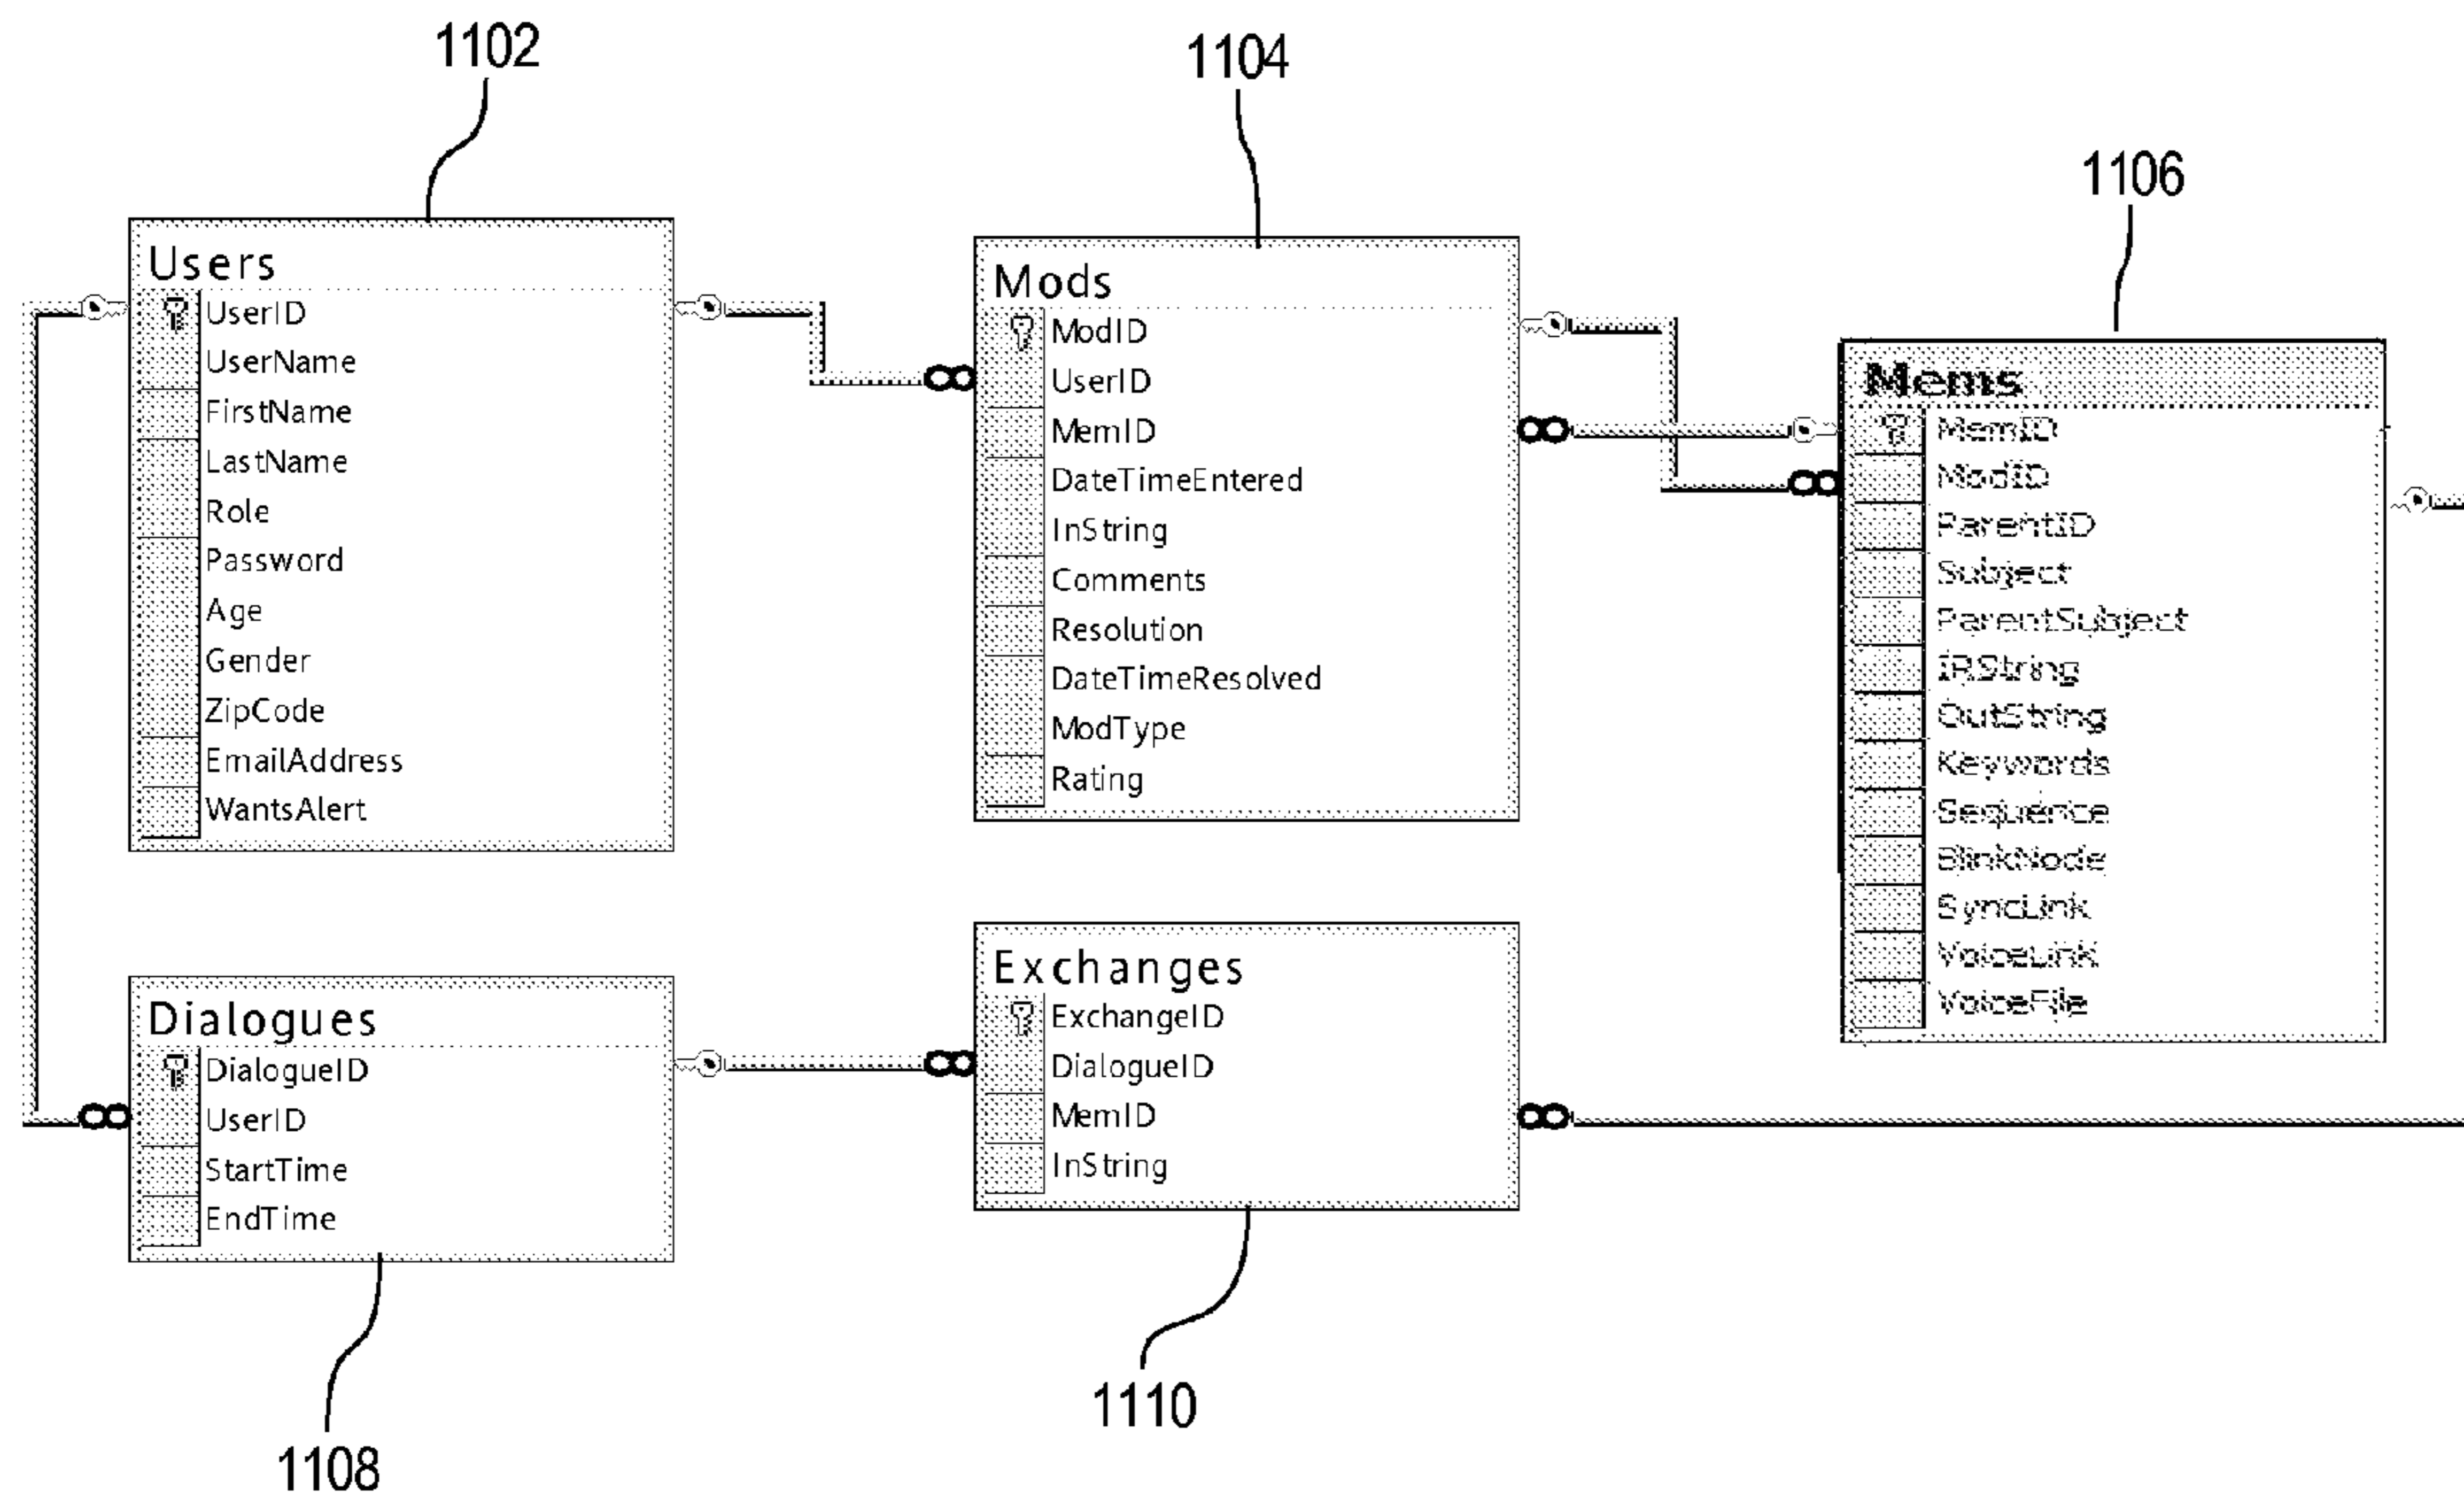 1102
1104
1106
Users
UserID
UserName
FirstName
LastName
Role
Password
Age
Gender
ZipCode
EmailAddress
WantsAlert
Mods
ModID
UserID
MemID
DateTimeEntered
InString
Comments
Resolution
DateTimeResolved
ModType
Rating
Mems
MemID
ModID
ParentID
Subject
ParentSubject
IRString
OutString
Keywords
Sequence
BlinkNode
SyncLink
VoiceLink
VoiceFile
Dialogues
DialogueID
UserID
StartTime
EndTime
Exchanges
ExchangeID
DialogueID
MemID
InString
1108
1110